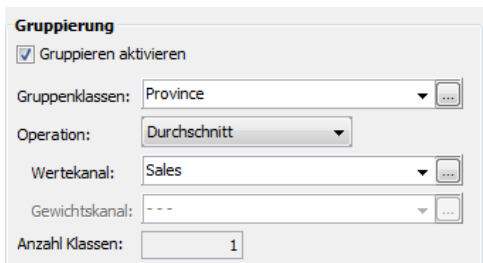 Gruppierung
Gruppieren aktivieren
Gruppenklassen: Province ...
Operation: Durchschnitt
Wertekanal: Sales ...
Gewichtskanal: --- ...
Anzahl Klassen: 1